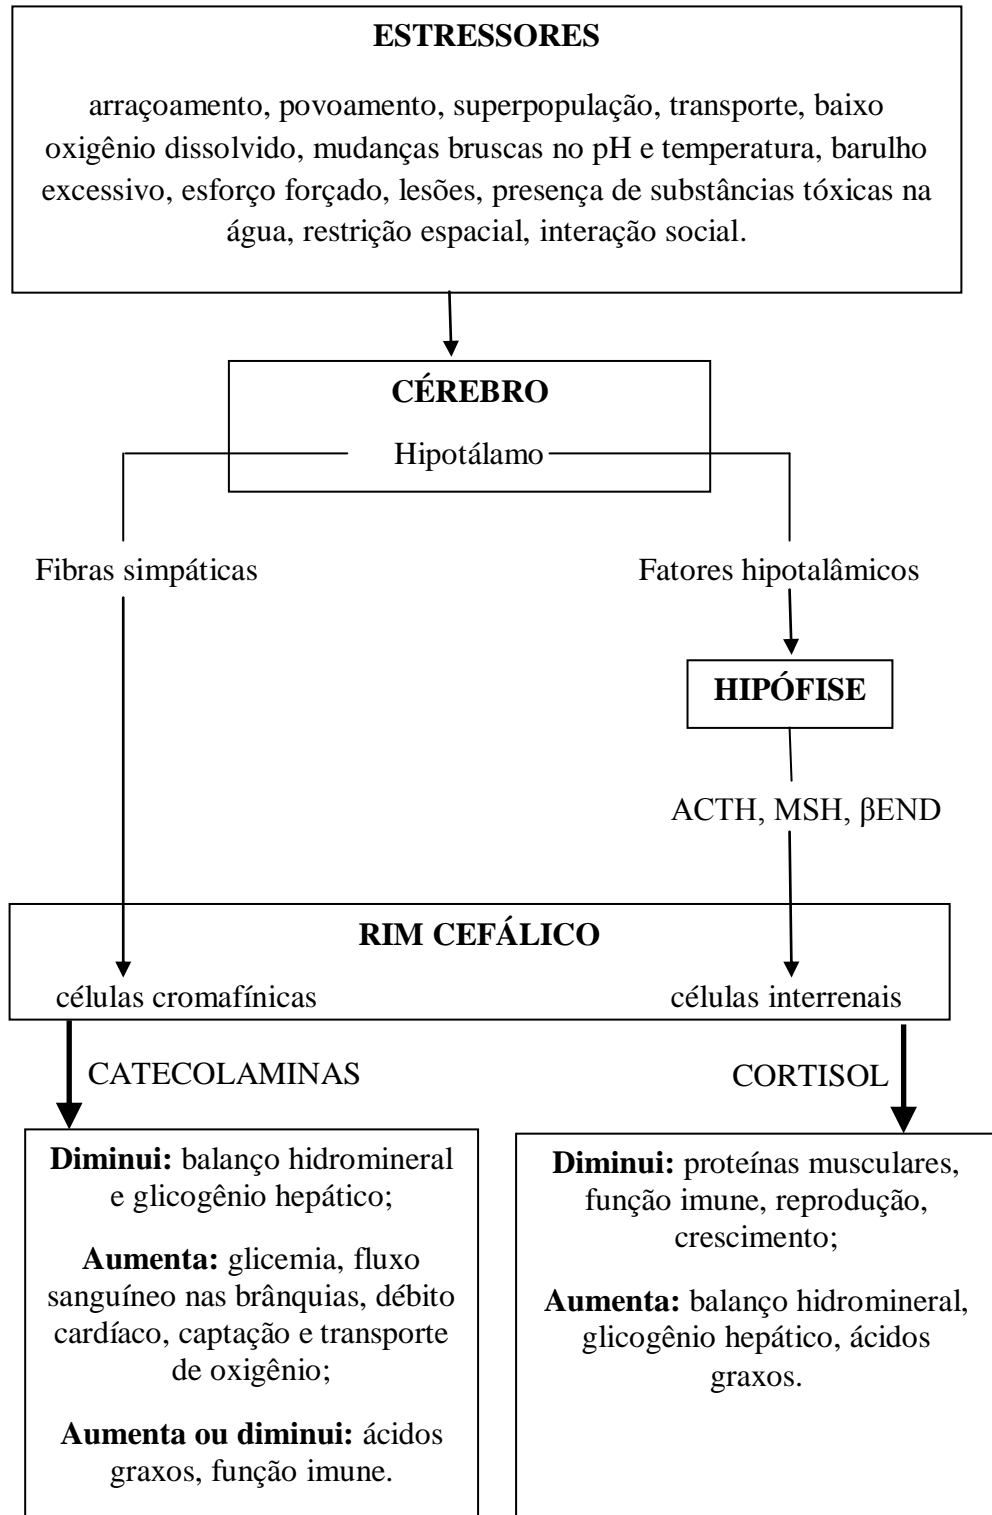 ESTRESSORES
arraçoamento, povoamento, superpopulação, transporte, baixo
oxigênio dissolvido, mudanças bruscas no pH e temperatura, barulho
excessivo, esforço forçado, lesões, presença de substâncias tóxicas na
água, restrição espacial, interação social.
CÉREBRO
Hipotálamo
Fibras simpáticas
Fatores hipotalâmicos
HIPÓFISE
ACTH, MSH, βEND
RIM CEFÁLICO
células cromafínicas
células interrenais
CATECOLAMINAS
CORTISOL
Diminui: balanço hidromineral
e glicogênio hepático;
Aumenta: glicemia, fluxo
sanguíneo nas brânquias, débito
cardíaco, captação e transporte
de oxigênio;
Aumenta ou diminui: ácidos
graxos, função imune.
Diminui: proteínas musculares,
função imune, reprodução,
crescimento;
Aumenta: balanço hidromineral,
glicogênio hepático, ácidos
graxos.